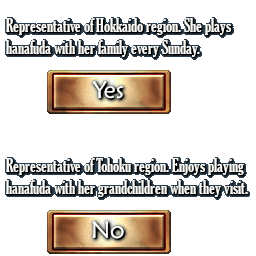 Representative of Hokkaido region. She plays
hanafuda with her family every Sunday.
Yes
Representative of Tohoku region. Enjoys playing
hanafuda with her grandchildren when they visit.
No